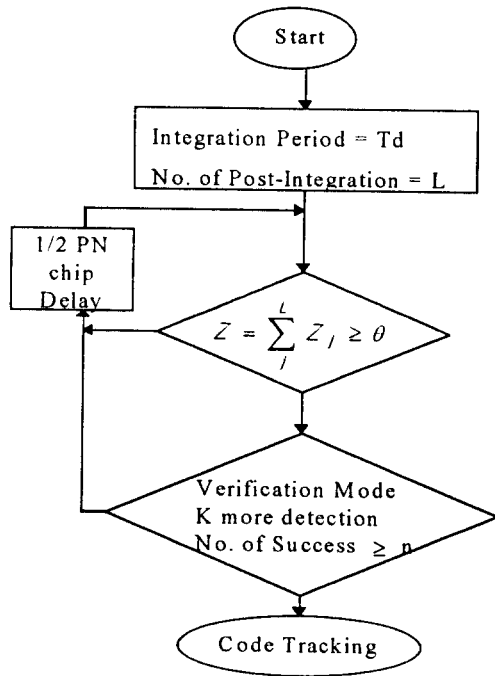 Start
Integration Period = Td
No. of Post-Integration = L
1/2 PN
chip
Delay
Z = \sum_{j}^{L} Z_j ≥ θ
Verification Mode
K more detection
No. of Success ≥ n
Code Tracking